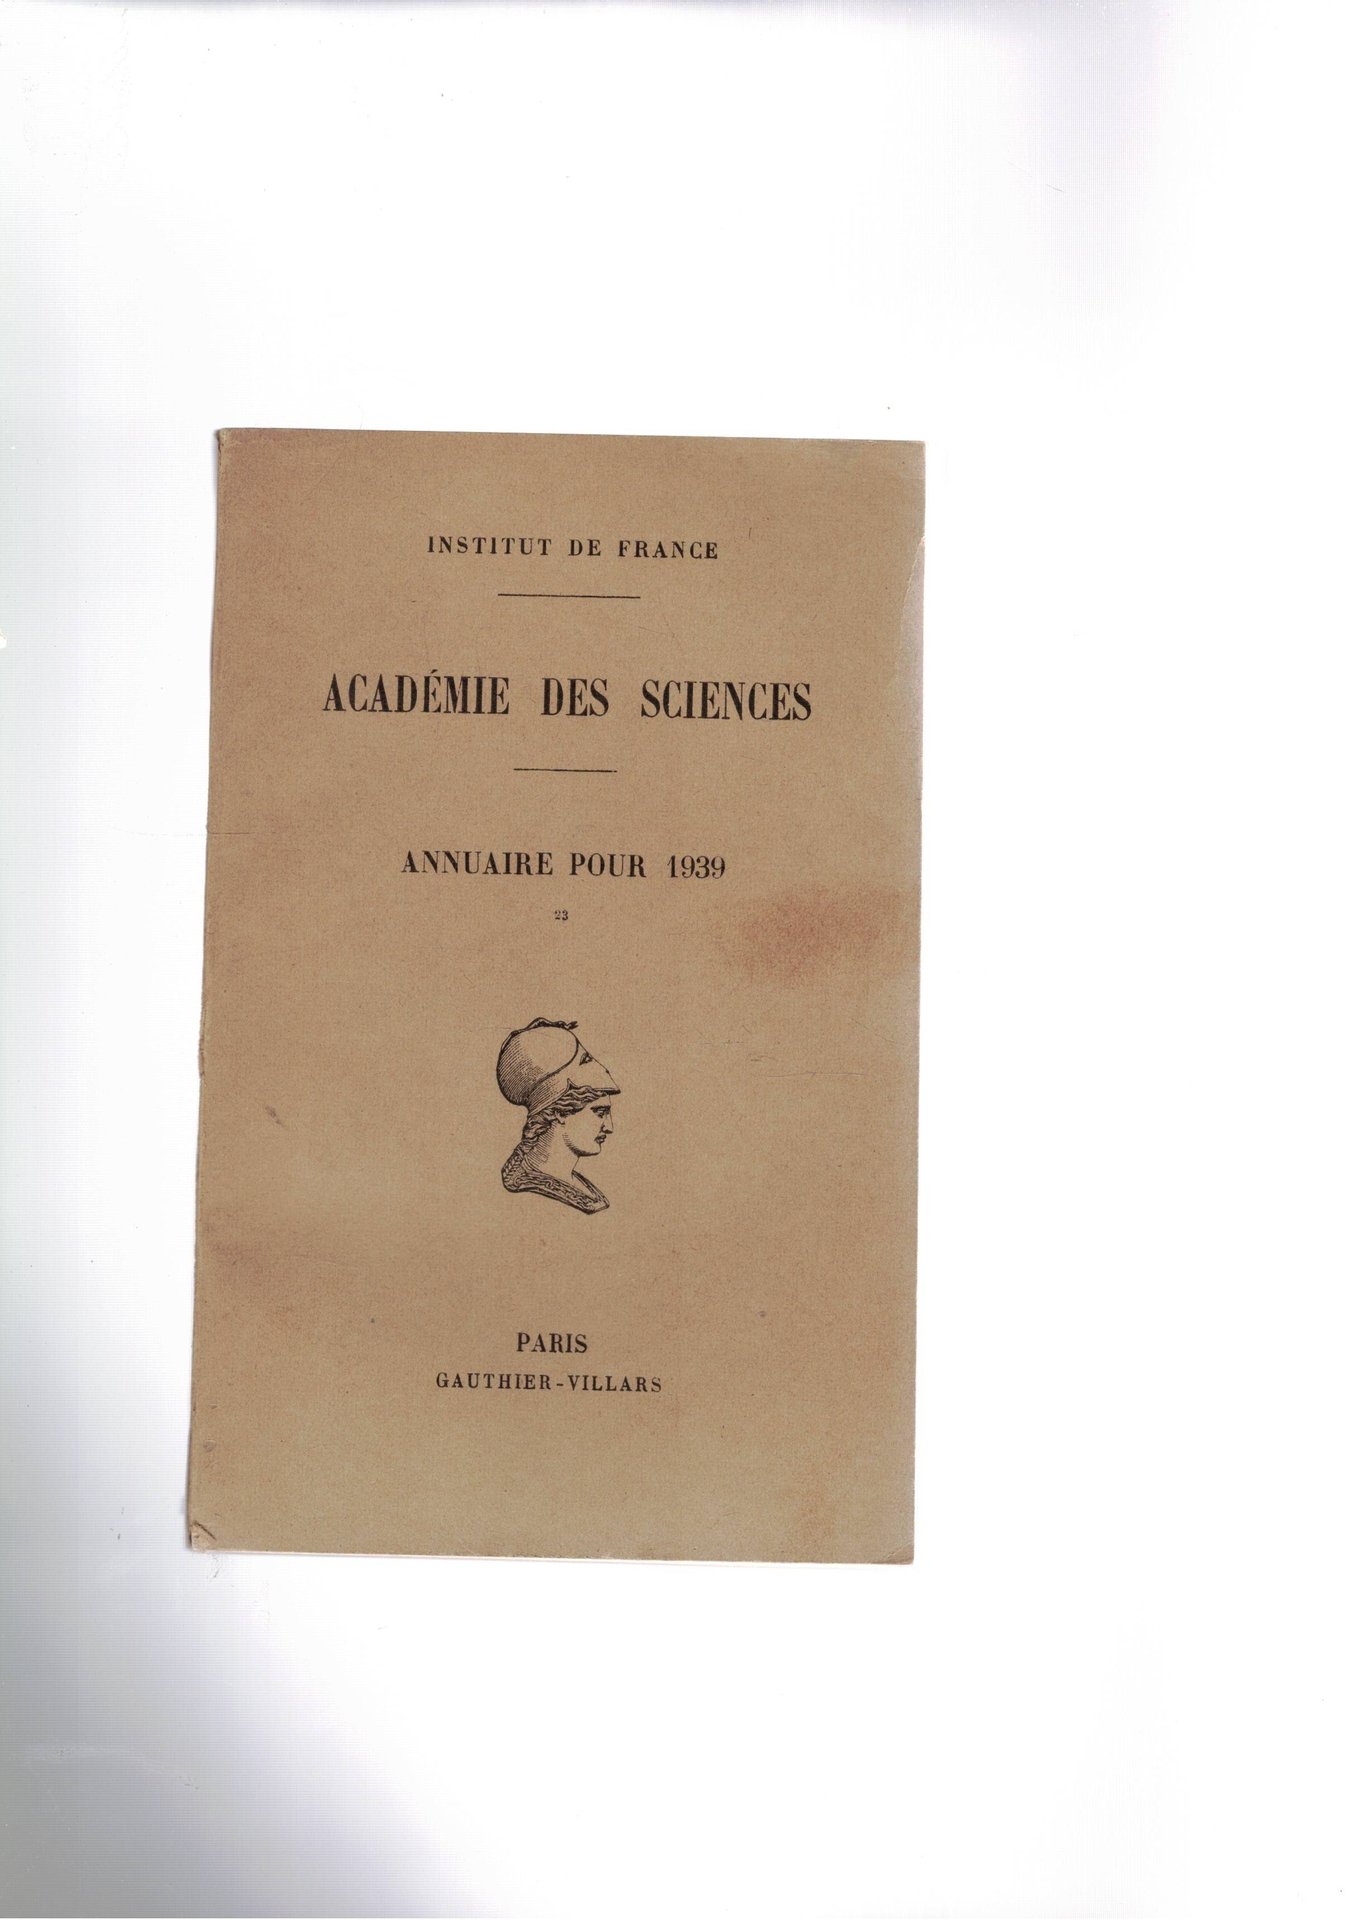 INSTITUT DE FRANCE
ACADÉMIE DES SCIENCES
ANNUAIRE POUR 1939
23
PARIS
GAUTHIER-VILLARS